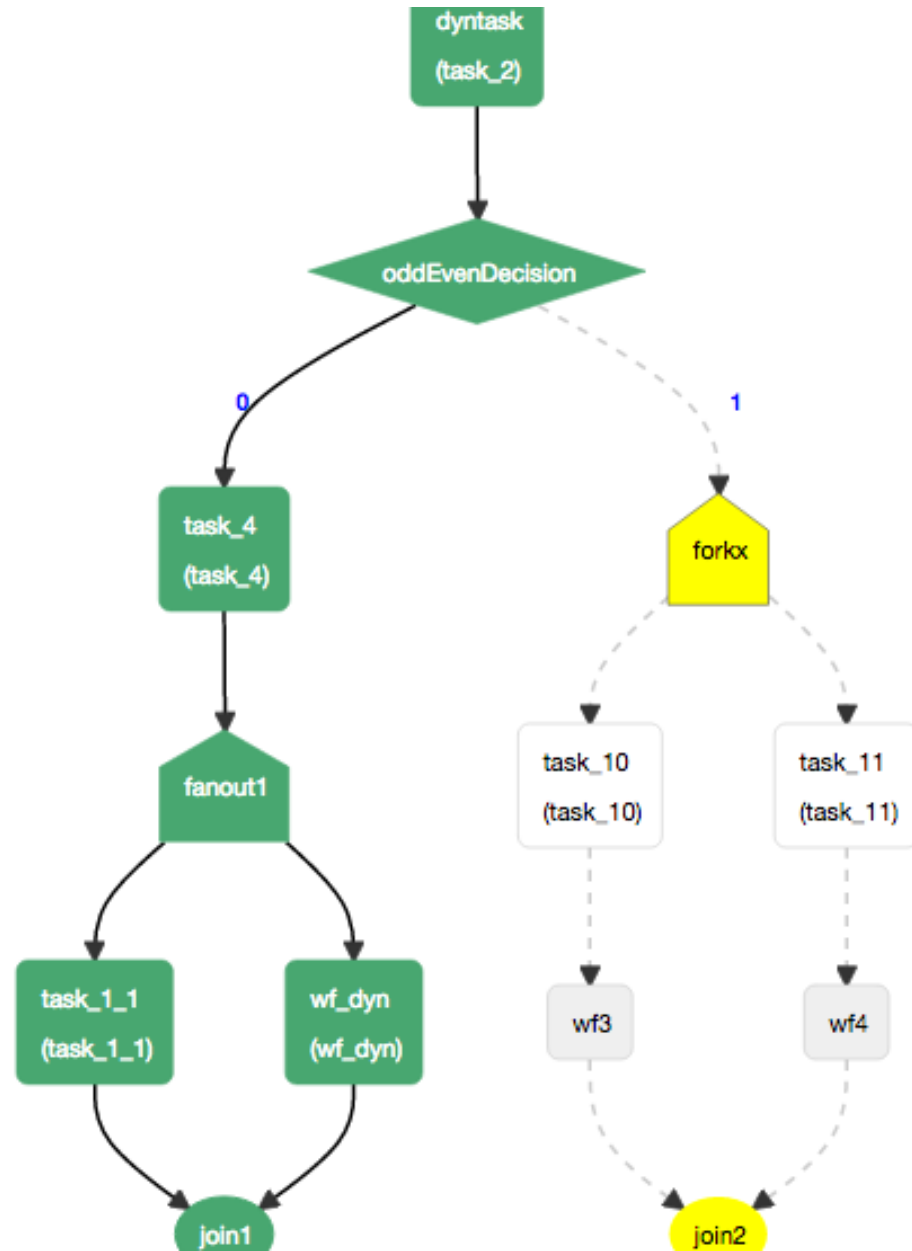 dyntask
(task_2)
oddEvenDecision
0
1
task_4
(task_4)
forkx
fanout1
task_10
(task_10)
task_11
(task_11)
task_1_1
(task_1_1)
wf_dyn
(wf_dyn)
wf3
wf4
join1
join2